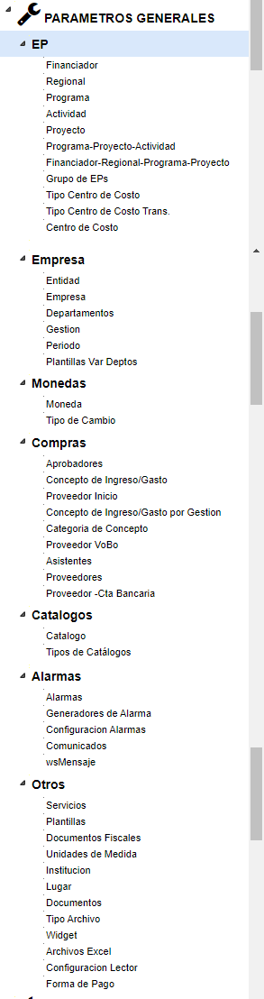 PARAMETROS GENERALES
EP
Financiador
Regional
Programa
Actividad
Proyecto
Programa-Proyecto-Actividad
Financiador-Regional-Programa-Proyecto
Grupo de EPs
Tipo Centro de Costo
Tipo Centro de Costo Trans.
Centro de Costo
Empresa
Entidad
Empresa
Departamentos
Gestion
Periodo
Plantillas Var Deptos
Monedas
Moneda
Tipo de Cambio
Compras
Aprobadores
Concepto de Ingreso/Gasto
Proveedor Inicio
Concepto de Ingreso/Gasto por Gestion
Categoria de Concepto
Proveedor VoBo
Asistentes
Proveedores
Proveedor -Cta Bancaria
Catalogos
Catalogo
Tipos de Catálogos
Alarmas
Alarmas
Generadores de Alarma
Configuracion Alarmas
Comunicados
wsMensaje
Otros
Servicios
Plantillas
Documentos Fiscales
Unidades de Medida
Institucion
Lugar
Documentos
Tipo Archivo
Widget
Archivos Excel
Configuracion Lector
Forma de Pago